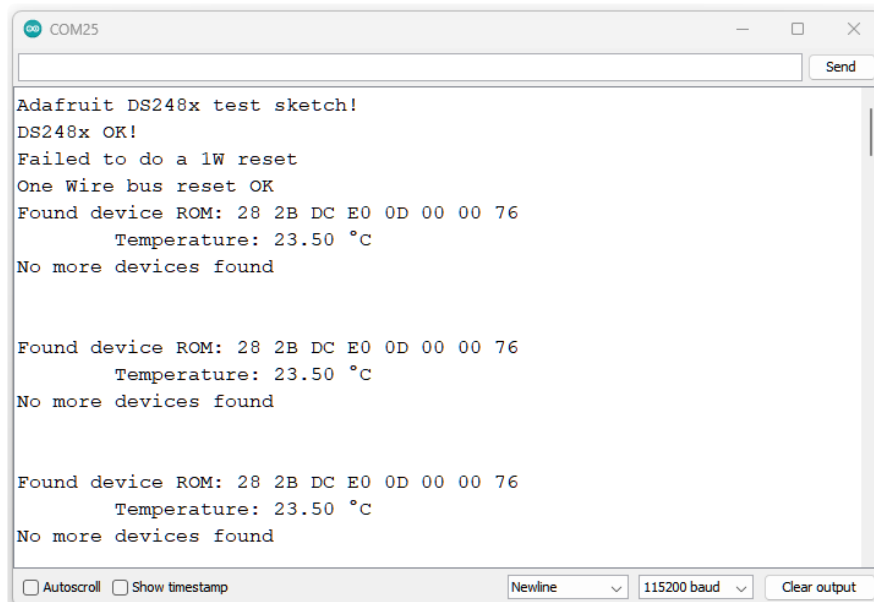 COM25
Send
Adafruit DS248x test sketch!
DS248x OK!
Failed to do a 1W reset
One Wire bus reset OK
Found device ROM: 28 2B DC E0 0D 00 00 76
Temperature: 23.50 °C
No more devices found
Found device ROM: 28 2B DC E0 0D 00 00 76
Temperature: 23.50 °C
No more devices found
Found device ROM: 28 2B DC E0 0D 00 00 76
Temperature: 23.50 °C
No more devices found
Autoscroll Show timestamp Newline 115200 baud Clear output